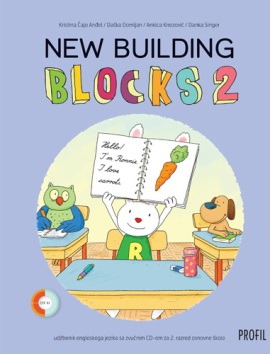 Kristina Čajo Anđel / Daška Domljan / Ankica Knezović / Danka Singer
NEW BUILDING
BLOCKS 2
Hello!
I'm Ronnie.
I love
carrots.
udžbenik engleskoga jezika sa zvučnim CD-om za 2. razred osnovne škole
PROFIL